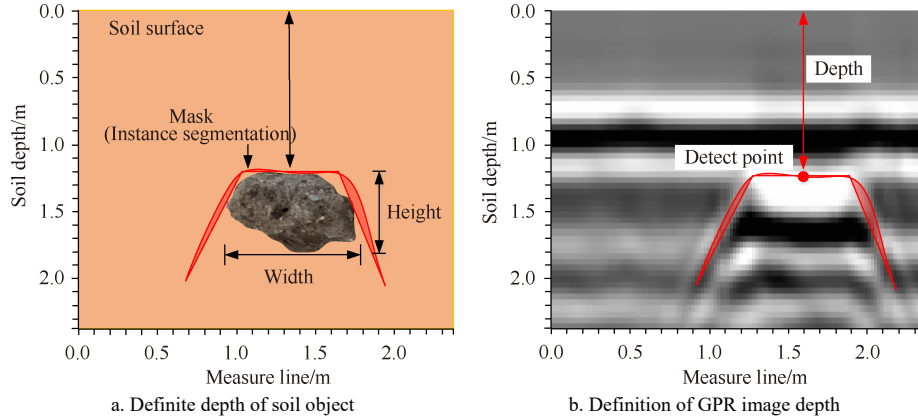 0.0
0.5
1.0
1.5
2.0
Soil depth/m
Soil surface
Mask
(Instance segmentation)
Height
Width
0.0 0.5 1.0 1.5 2.0
Measure line/m
a. Definite depth of soil object
0.0
0.5
1.0
1.5
2.0
Soil depth/m
Depth
Detect point
0.0 0.5 1.0 1.5 2.0
Measure line/m
b. Definition of GPR image depth